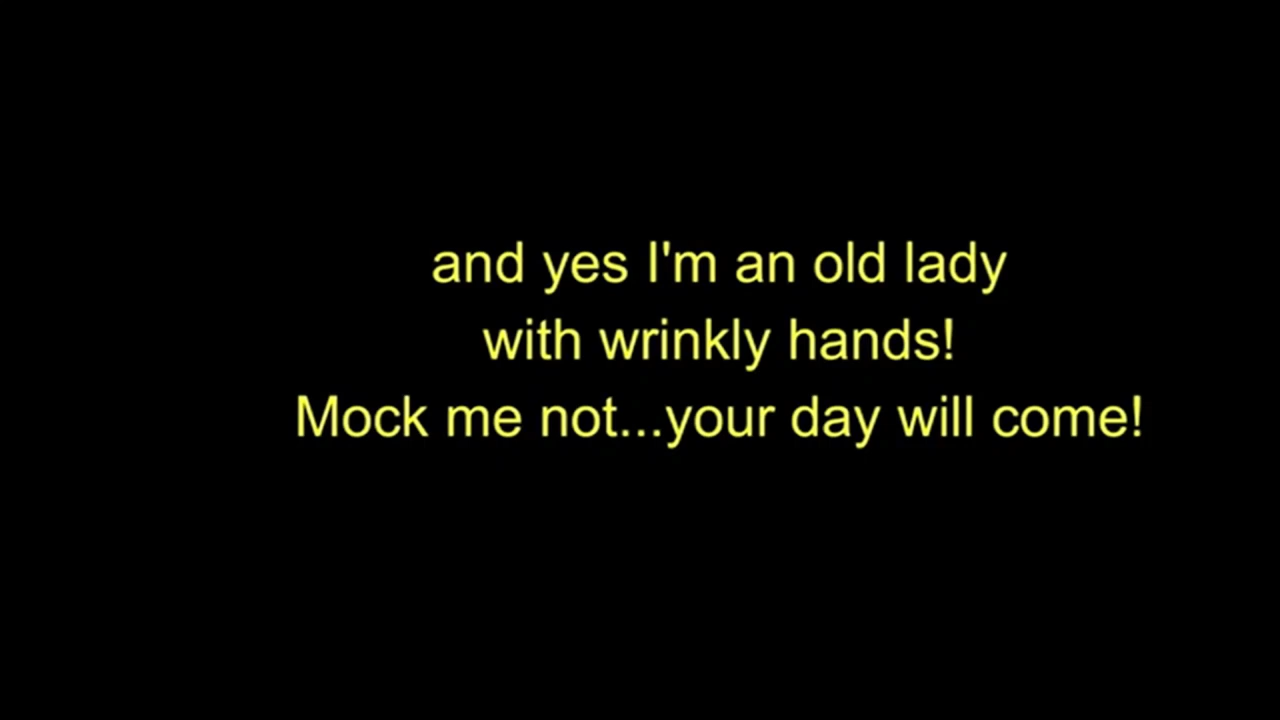 and yes I'm an old lady
with wrinkly hands!
Mock me not...your day will come!